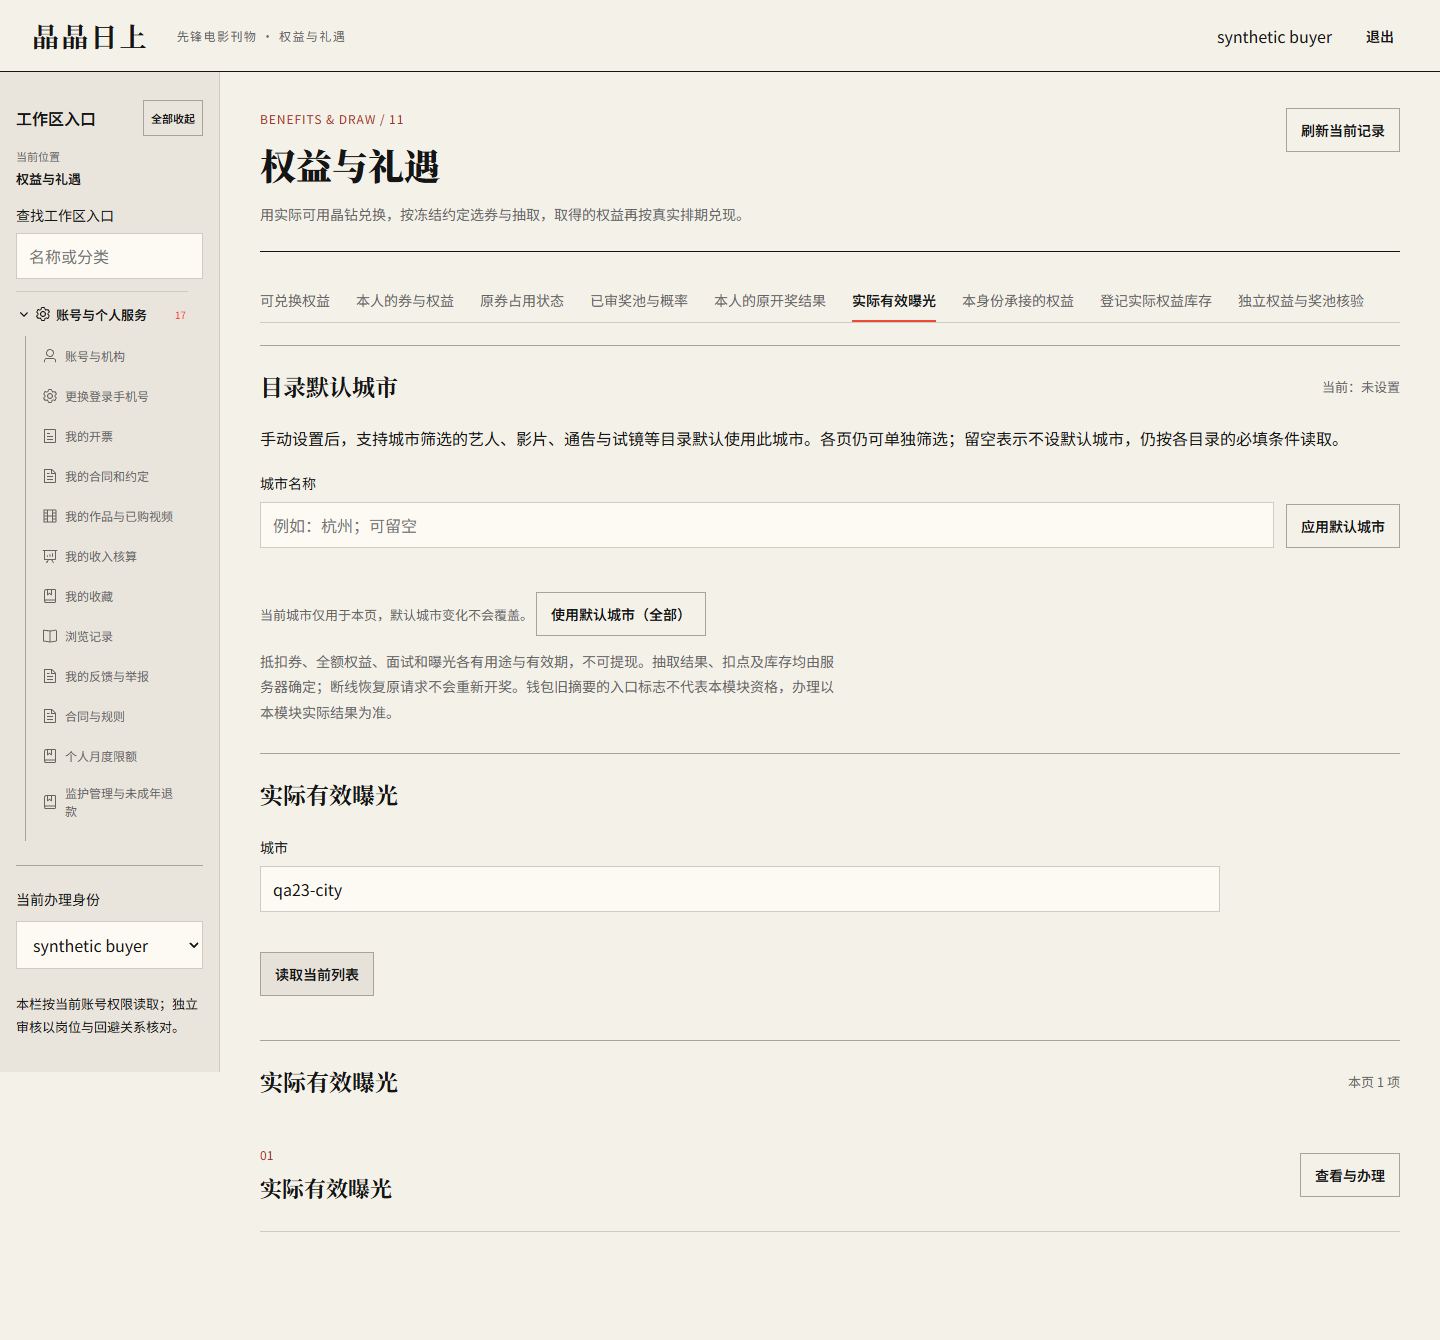 晶晶日上
先锋电影刊物 · 权益与礼遇
synthetic buyer
退出
工作区入口
全部收起
当前位置
权益与礼遇
查找工作区入口
名称或分类
账号与个人服务
17
账号与机构
更换登录手机号
我的开票
我的合同和约定
我的作品与已购视频
我的收入核算
我的收藏
浏览记录
我的反馈与举报
合同与规则
个人月度限额
监护管理与未成年退
款
当前办理身份
synthetic buyer
本栏按当前账号权限读取；独立
审核以岗位与回避关系核对。
BENEFITS & DRAW / 11
权益与礼遇
用实际可用晶钻兑换，按冻结约定选券与抽取，取得的权益再按真实排期兑现。
刷新当前记录
可兑换权益
本人的券与权益
原券占用状态
已审奖池与概率
本人的原开奖结果
实际有效曝光
本身份承接的权益
登记实际权益库存
独立权益与奖池核验
目录默认城市
当前：未设置
手动设置后，支持城市筛选的艺人、影片、通告与试镜等目录默认使用此城市。各页仍可单独筛选；留空表示不设默认城市，仍按各目录的必填条件读取。
城市名称
例如：杭州；可留空
应用默认城市
当前城市仅用于本页，默认城市变化不会覆盖。
使用默认城市（全部）
抵扣券、全额权益、面试和曝光各有用途与有效期，不可提现。抽取结果、扣点及库存均由服
务器确定；断线恢复原请求不会重新开奖。钱包旧摘要的入口标志不代表本模块资格，办理以
本模块实际结果为准。
实际有效曝光
城市
qa23-city
读取当前列表
实际有效曝光
本页 1 项
01
实际有效曝光
查看与办理